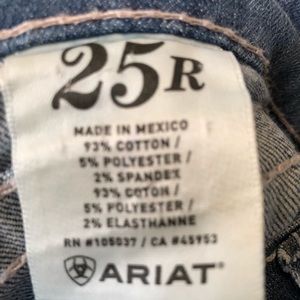 25R
MADE IN MEXICO
93% COTTON /
5% POLYESTER /
2% SPANDEX
93% COTON /
5% POLYESTER /
2% ELASTHANNE
RN #105037 / CA #45953
ARIAT